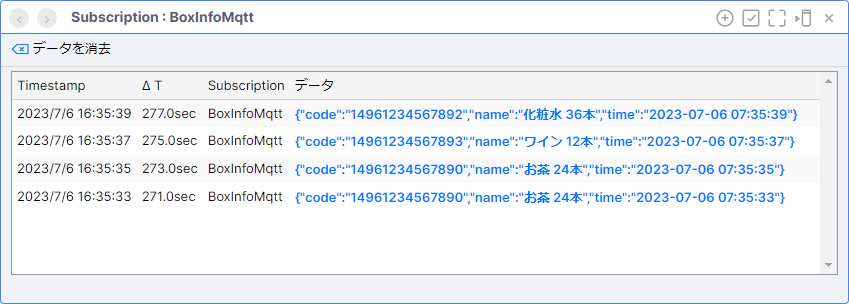 Subscription : BoxInfoMqtt
データを消去
Timestamp Δ T Subscription データ
2023/7/6 16:35:39 277.0sec BoxInfoMqtt {"code":"14961234567892","name":"化粧水 36本","time":"2023-07-06 07:35:39"}
2023/7/6 16:35:37 275.0sec BoxInfoMqtt {"code":"14961234567893","name":"ワイン 12本","time":"2023-07-06 07:35:37"}
2023/7/6 16:35:35 273.0sec BoxInfoMqtt {"code":"14961234567890","name":"お茶 24本","time":"2023-07-06 07:35:35"}
2023/7/6 16:35:33 271.0sec BoxInfoMqtt {"code":"14961234567890","name":"お茶 24本","time":"2023-07-06 07:35:33"}